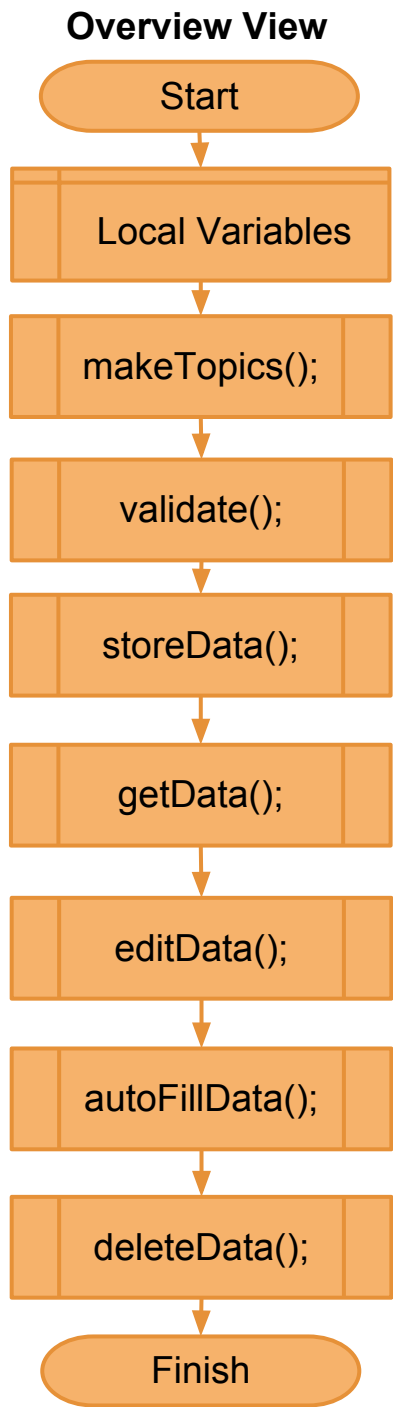 Overview View
Start
Local Variables
makeTopics();
validate();
storeData();
getData();
editData();
autoFillData();
deleteData();
Finish